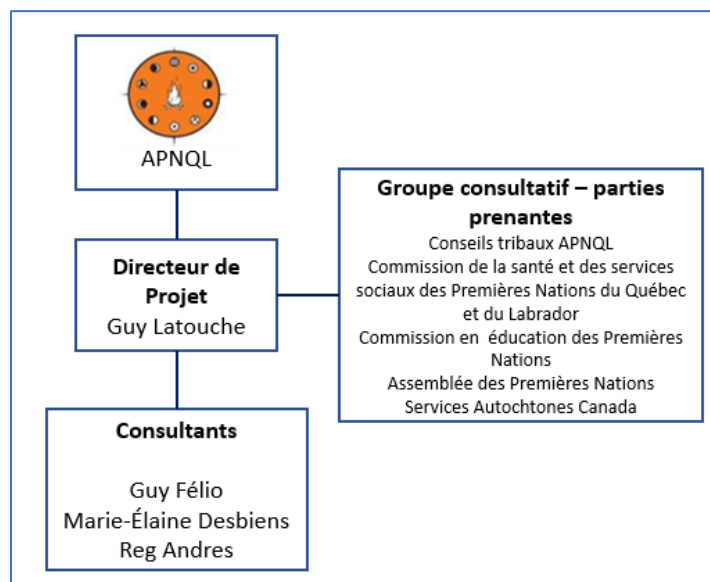 APNQL
Directeur de
Projet
Guy Latouche
Groupe consultatif – parties
prenantes
Conseils tribaux APNQL
Commission de la santé et des services
sociaux des Premières Nations du Québec
et du Labrador
Commission en éducation des Premières
Nations
Assemblée des Premières Nations
Services Autochtones Canada
Consultants
Guy Félio
Marie-Élaine Desbiens
Reg Andres